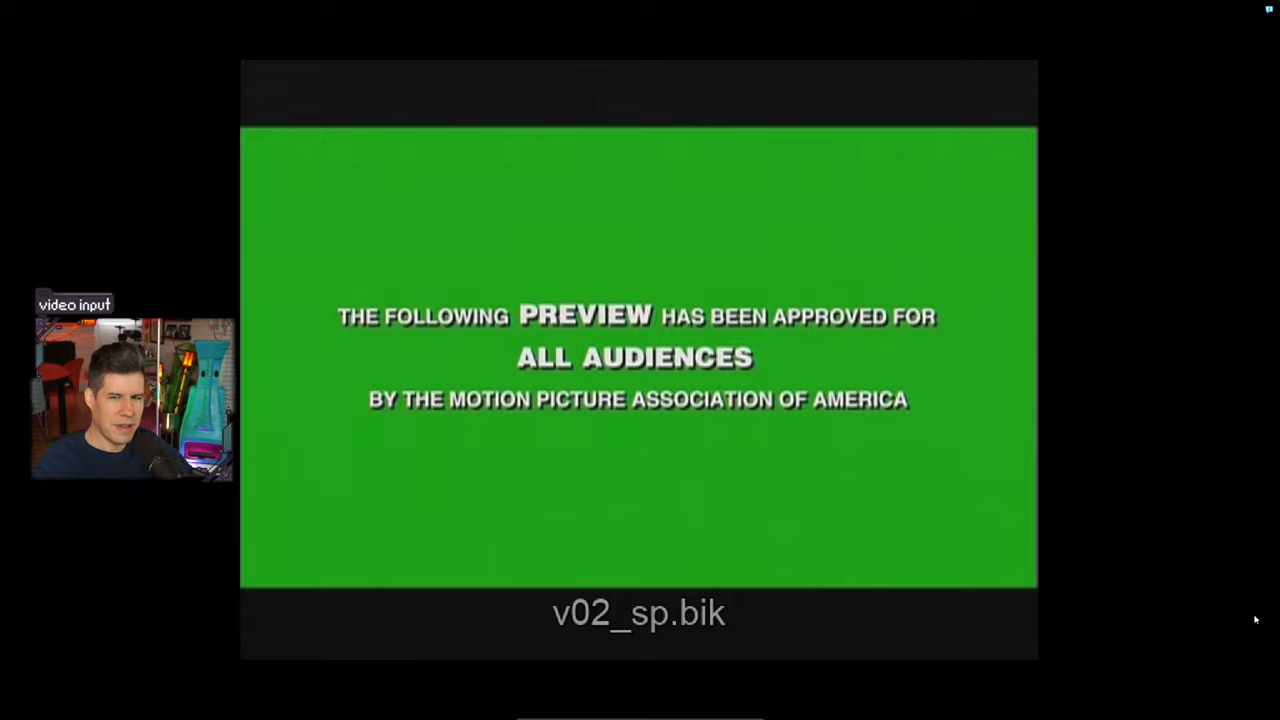 video input
THE FOLLOWING PREVIEW HAS BEEN APPROVED FOR
ALL AUDIENCES
BY THE MOTION PICTURE ASSOCIATION OF AMERICA
v02_sp.bik